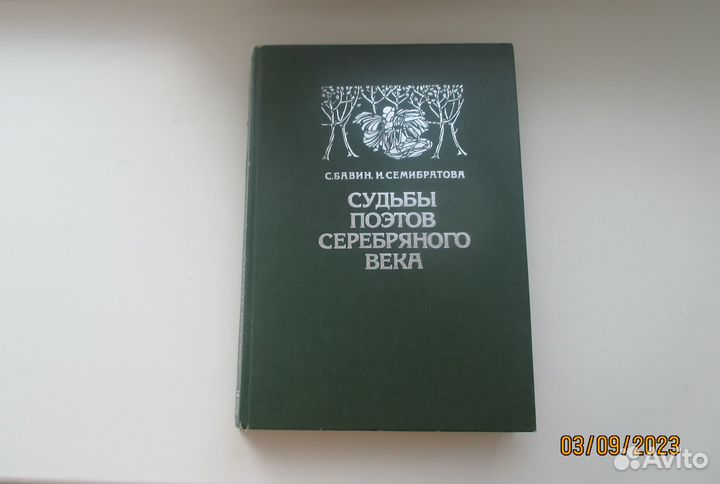 С. БАВИН, И. СЕМИБРАТОВА
СУДЬБЫ
ПОЭТОВ
СЕРЕБРЯНОГО
ВЕКА
03/09/2023
Avito